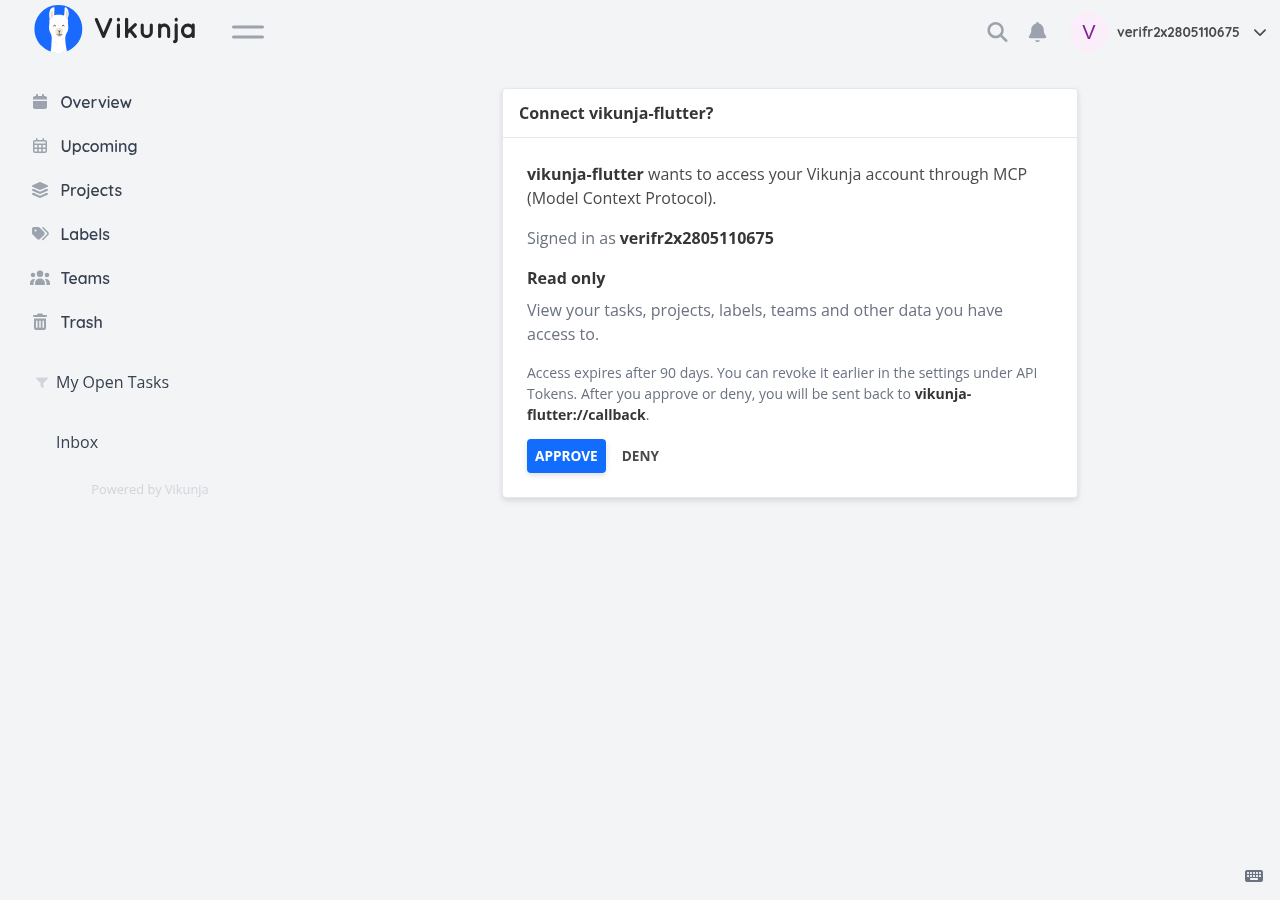 Vikunja
V
verifr2x2805110675
Overview
Upcoming
Projects
Labels
Teams
Trash
My Open Tasks
Inbox
Powered by Vikunja
Connect vikunja-flutter?
vikunja-flutter wants to access your Vikunja account through MCP
(Model Context Protocol).
Signed in as verifr2x2805110675
Read only
View your tasks, projects, labels, teams and other data you have
access to.
Access expires after 90 days. You can revoke it earlier in the settings under API
Tokens. After you approve or deny, you will be sent back to vikunja-
flutter://callback.
APPROVE DENY